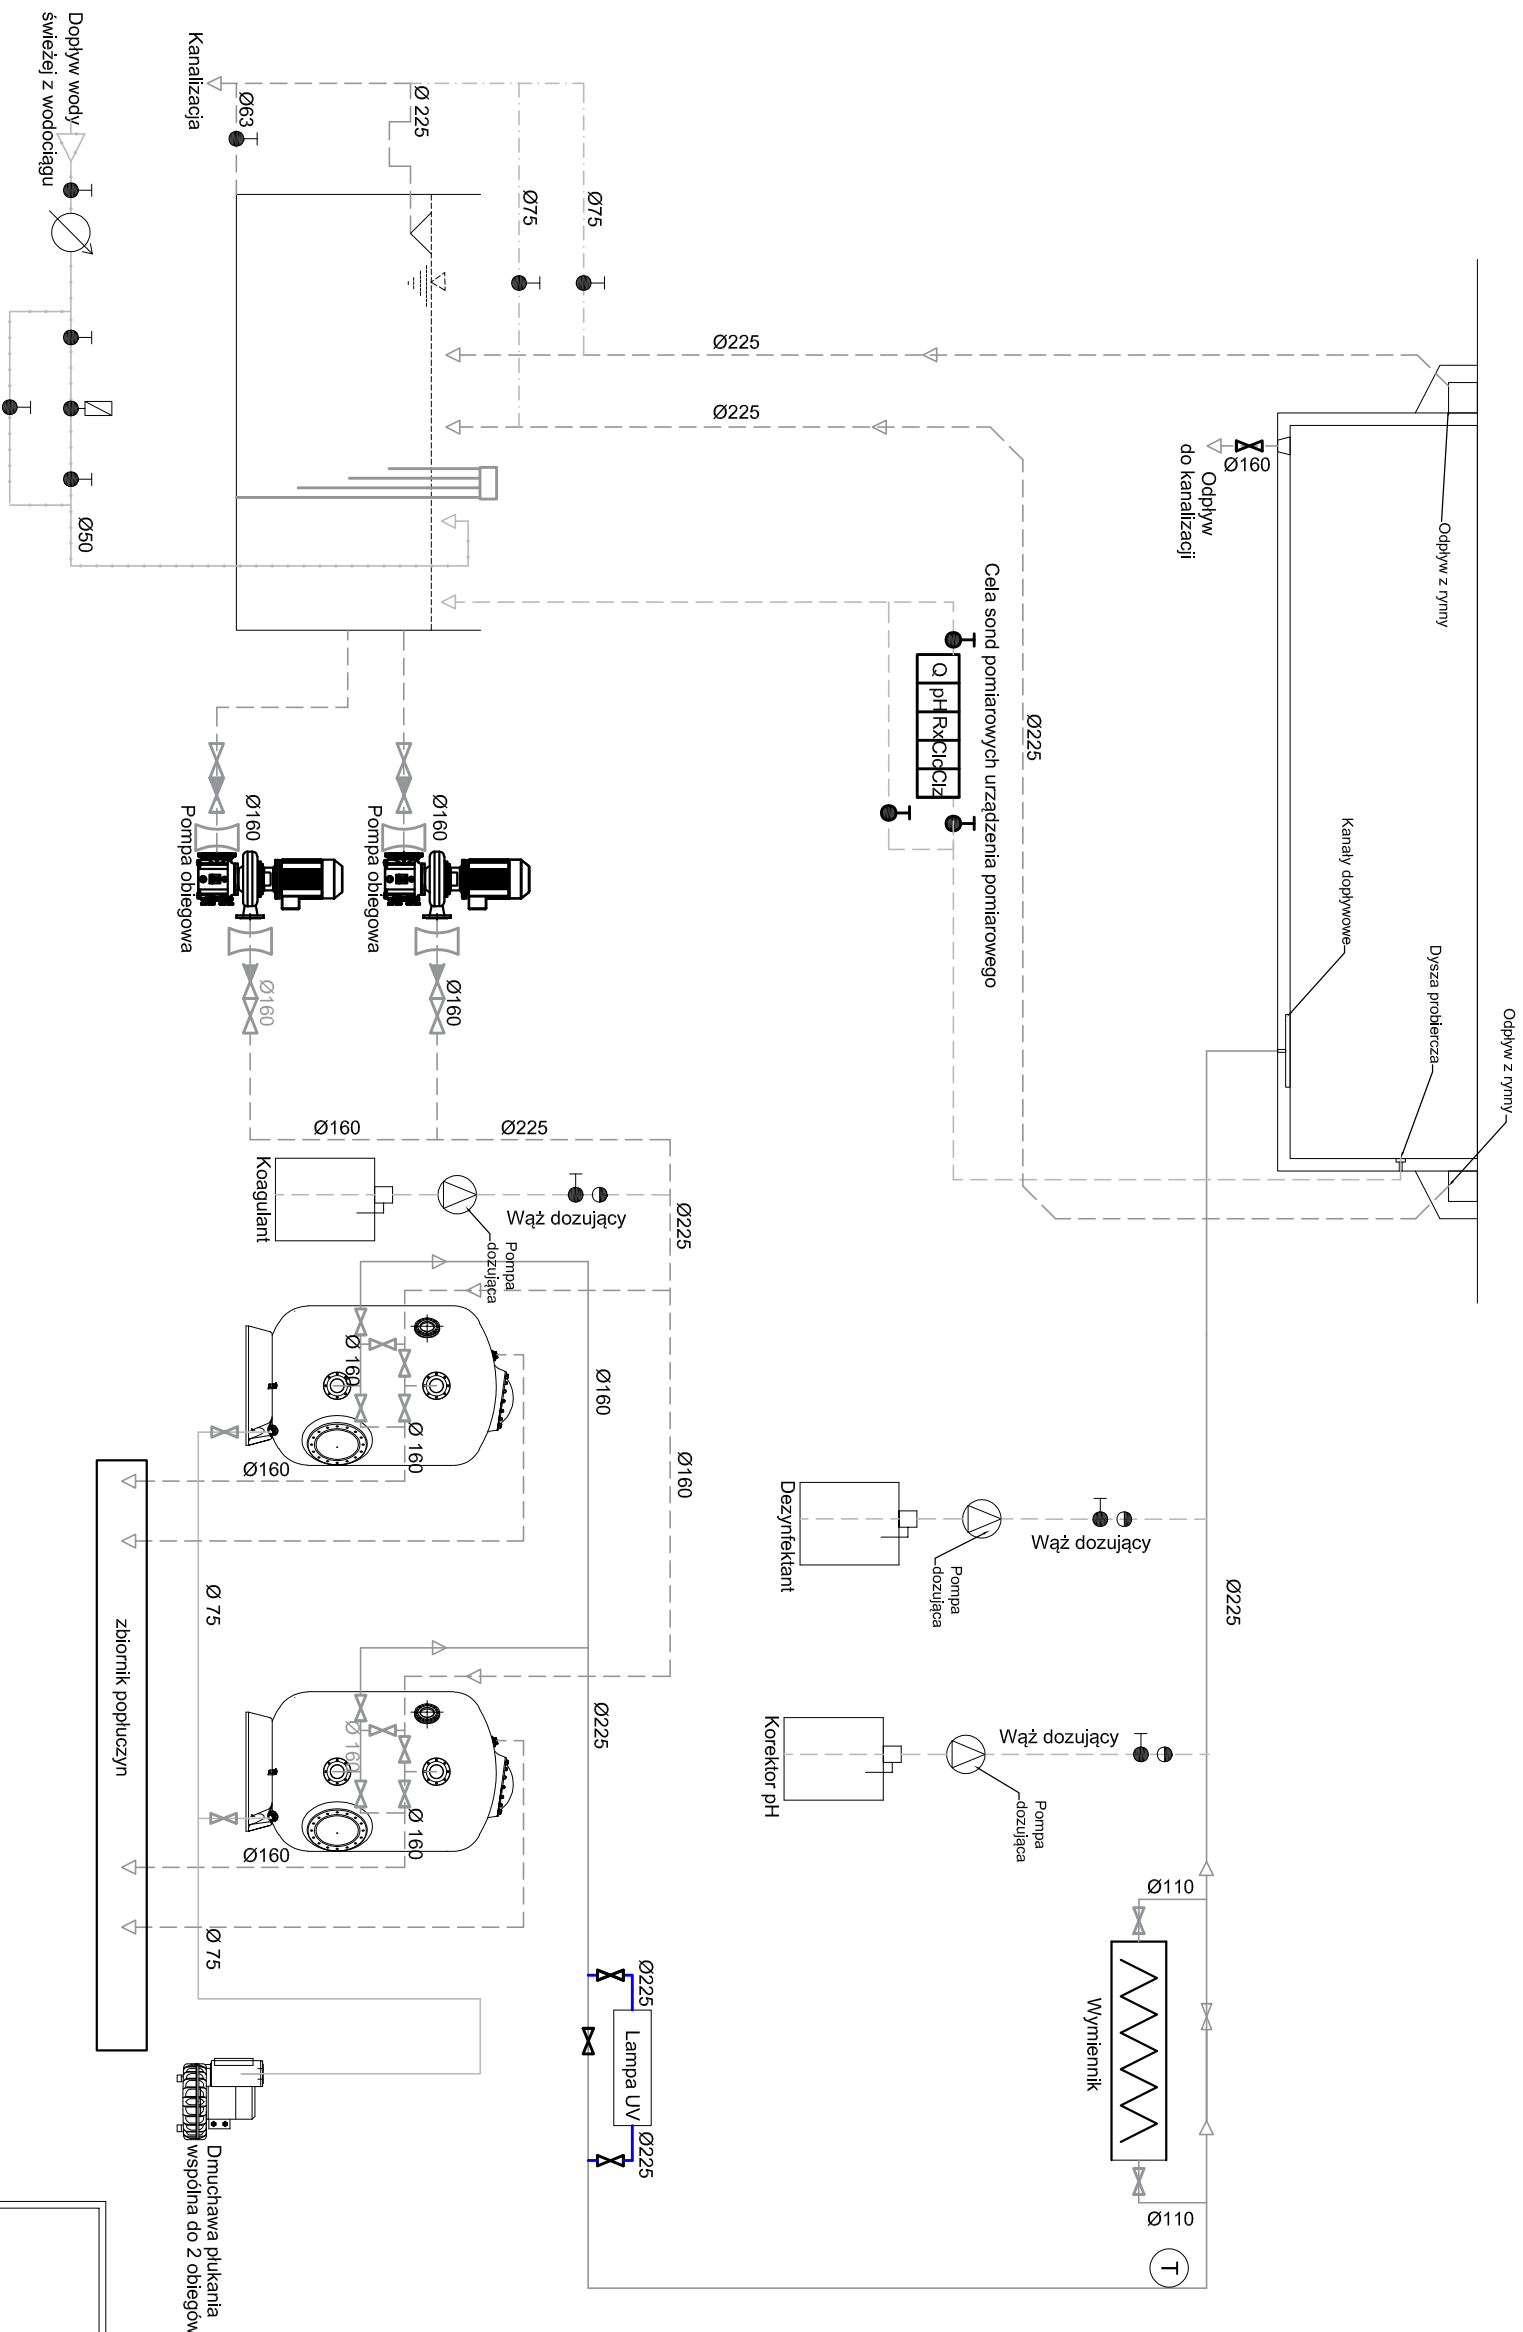 Odpływ z rynny
Odpływ z rynny
Dysza probiercza
Kanały dopływowe
Ø160
Odpływ
do kanalizacji
Ø225
Cela sond pomiarowych urządzenia pomiarowego
Q
pH
Rx
Clc
Clz
Ø225
Ø225
Ø75
Ø75
Ø 225
Ø63
Kanalizacja
Dopływ wody
świeżej z wodociągu
Ø50
Ø160
Pompa obiegowa
Ø160
Ø160
Pompa obiegowa
Ø160
Ø160
Ø225
Ø225
Koagulant
Pompa
dozująca
Wąż dozujący
Ø 160
Ø 160
Ø160
Ø160
Ø160
Ø 75
zbiornik popłuczyn
Ø 160
Ø 160
Ø160
Ø225
Ø 75
Dezynfektant
Pompa
dozująca
Wąż dozujący
Ø225
Korektor pH
Pompa
dozująca
Wąż dozujący
Ø110
Wymiennik
Ø110
T
Ø225
Lampa UV
Ø225
Dmuchawa płukania
wspólna do 2 obiegów